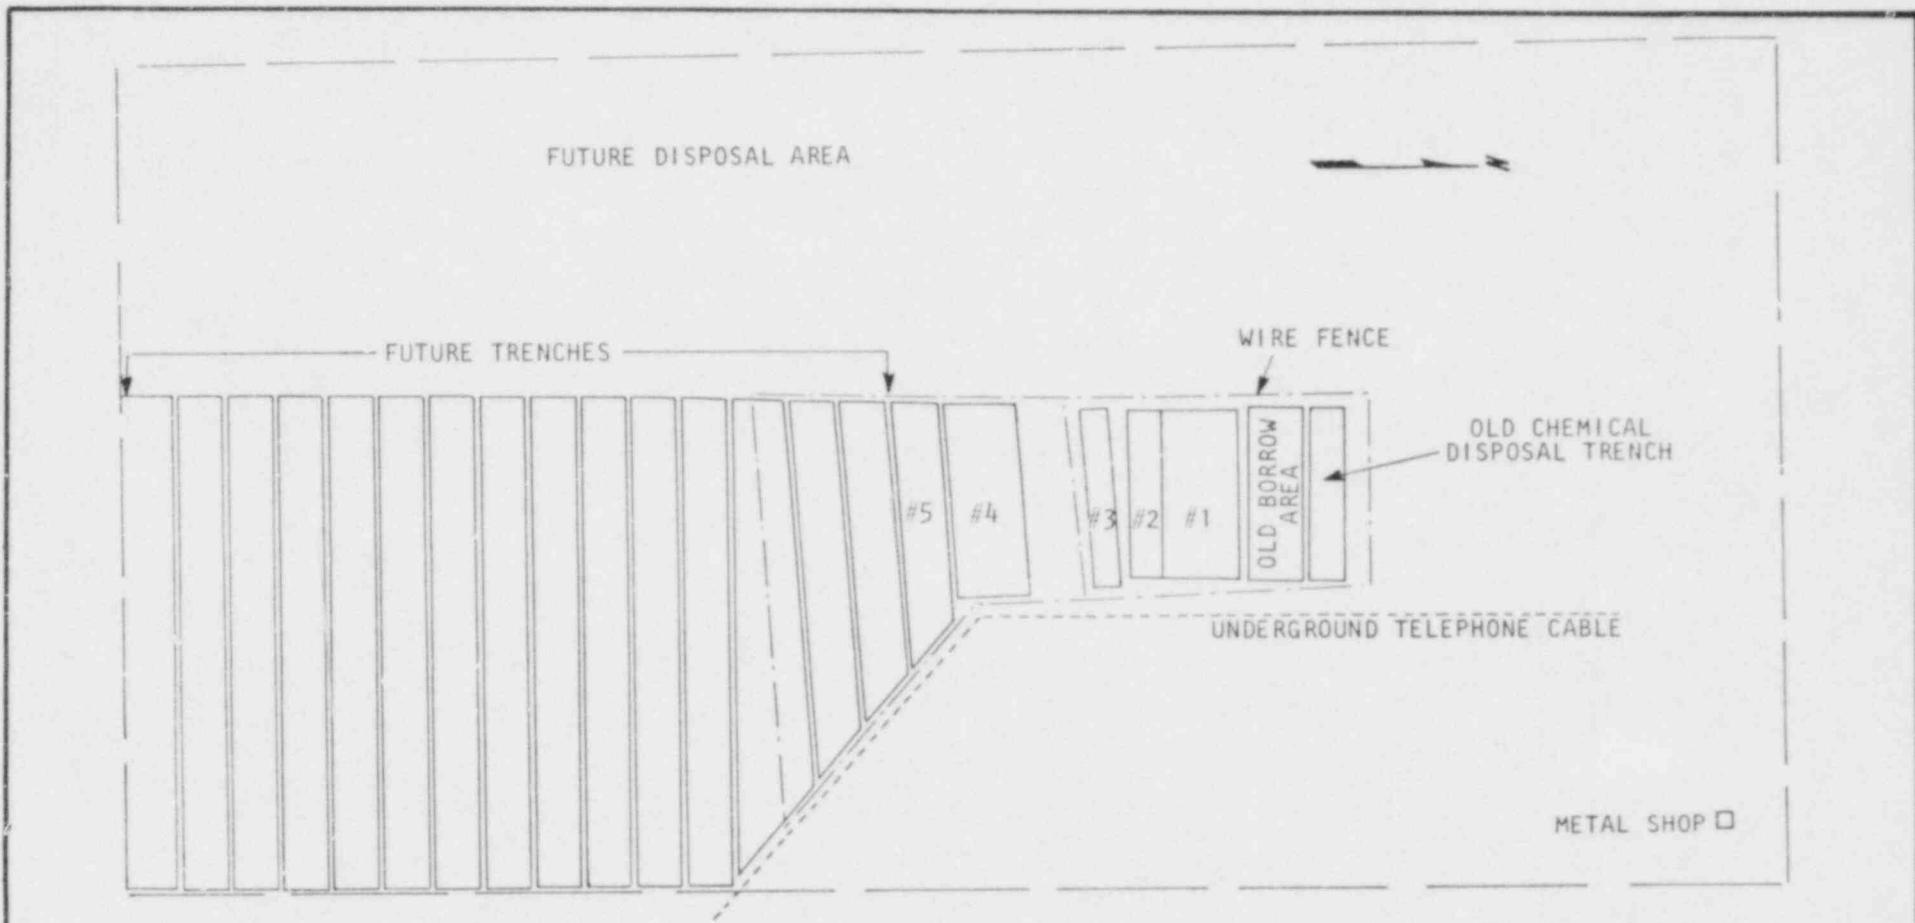 FUTURE DISPOSAL AREA
N
FUTURE TRENCHES
WIRE FENCE
OLD CHEMICAL
DISPOSAL TRENCH
OLD BORROW
AREA
#5
#4
#3
#2
#1
UNDERGROUND TELEPHONE CABLE
METAL SHOP